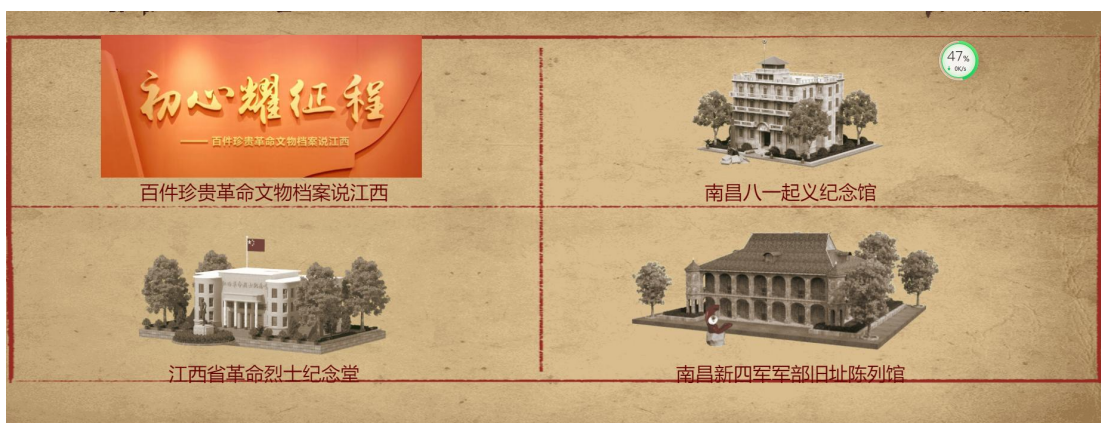 初心耀征程
——百件珍贵革命文物档案说江西
百件珍贵革命文物档案说江西
47%
↓ 0K/s
南昌八一起义纪念馆
江西省革命烈士纪念堂
南昌新四军军部旧址陈列馆